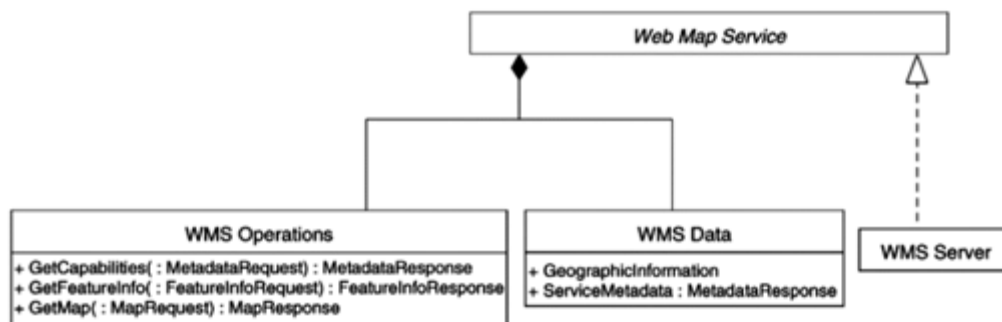 Web Map Service
WMS Operations
+ GetCapabilities( : MetadataRequest) : MetadataResponse
+ GetFeatureInfo( : FeatureInfoRequest) : FeatureInfoResponse
+ GetMap( : MapRequest) : MapResponse
WMS Data
+ GeographicInformation
+ ServiceMetadata : MetadataResponse
WMS Server